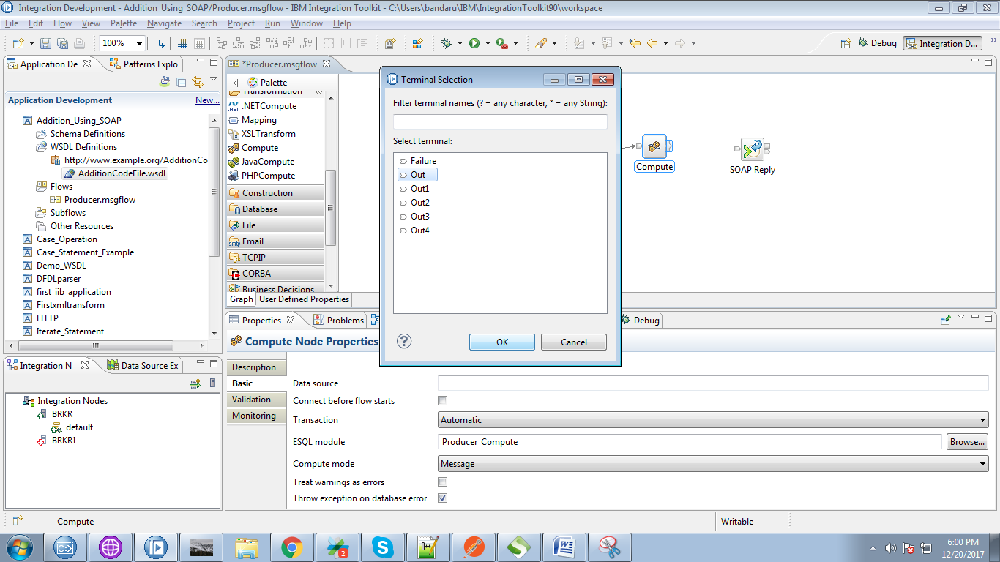 Integration Development - Addition_Using_SOAP/Producer.msgflow - IBM Integration Toolkit - C:\Users\bandaru\IBM\IntegrationToolkit90\workspace
File Edit Flow View Palette Navigate Search Project Run Window Help
100%
Debug
Integration D...
Application De
Patterns Explo
Application Development
New...
Addition_Using_SOAP
Schema Definitions
WSDL Definitions
http://www.example.org/AdditionCo
AdditionCodeFile.wsdl
Flows
Producer.msgflow
Subflows
Other Resources
Case_Operation
Case_Statement_Example
Demo_WSDL
DFDLparser
first_iib_application
Firstxmltransform
HTTP
Iterate_Statement
Integration N
Data Source Ex
Integration Nodes
BRKR
default
BRKR1
*Producer.msgflow
Palette
Transformation
.NETCompute
Mapping
XSLTransform
Compute
JavaCompute
PHPCompute
Construction
Database
File
Email
TCPIP
CORBA
Business Decisions
Graph
User Defined Properties
Compute
SOAP Reply
Terminal Selection
Filter terminal names (? = any character, * = any String):
Select terminal:
Failure
Out
Out1
Out2
Out3
Out4
OK
Cancel
Properties
Problems
Debug
Compute Node Properties
Description
Basic
Validation
Monitoring
Data source
Connect before flow starts
Transaction
Automatic
ESQL module
Producer_Compute
Browse...
Compute mode
Message
Treat warnings as errors
Throw exception on database error
Compute
Writable
2
6:00 PM
12/20/2017